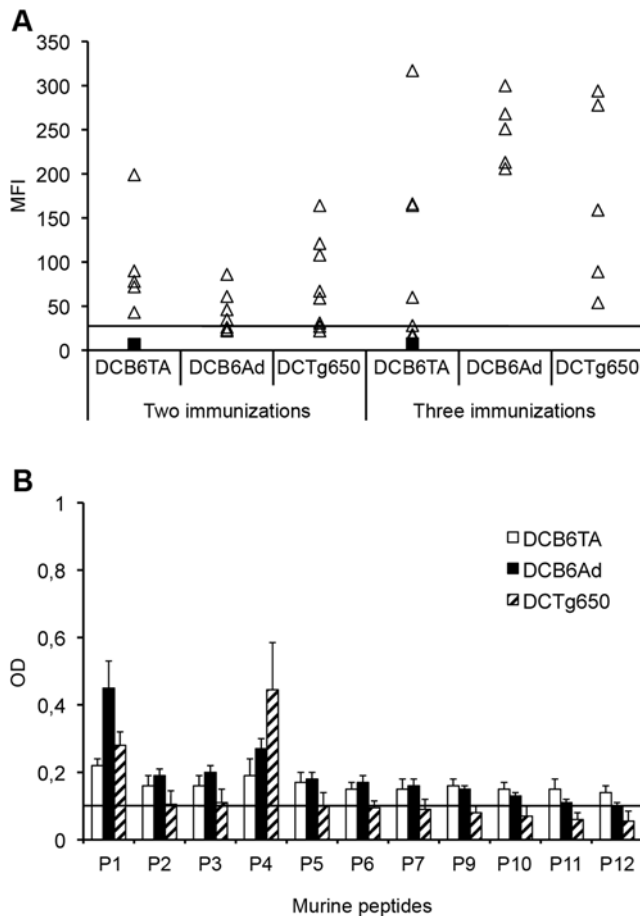 A
350
300
250
200
150
100
50
0
MFI
DCB6TA DCB6Ad DCTg650 DCB6TA DCB6Ad DCTg650
Two immunizations Three immunizations
B
1
0,8
0,6
0,4
0,2
0
OD
DCB6TA
DCB6Ad
DCTg650
P1 P2 P3 P4 P5 P6 P7 P9 P10 P11 P12
Murine peptides